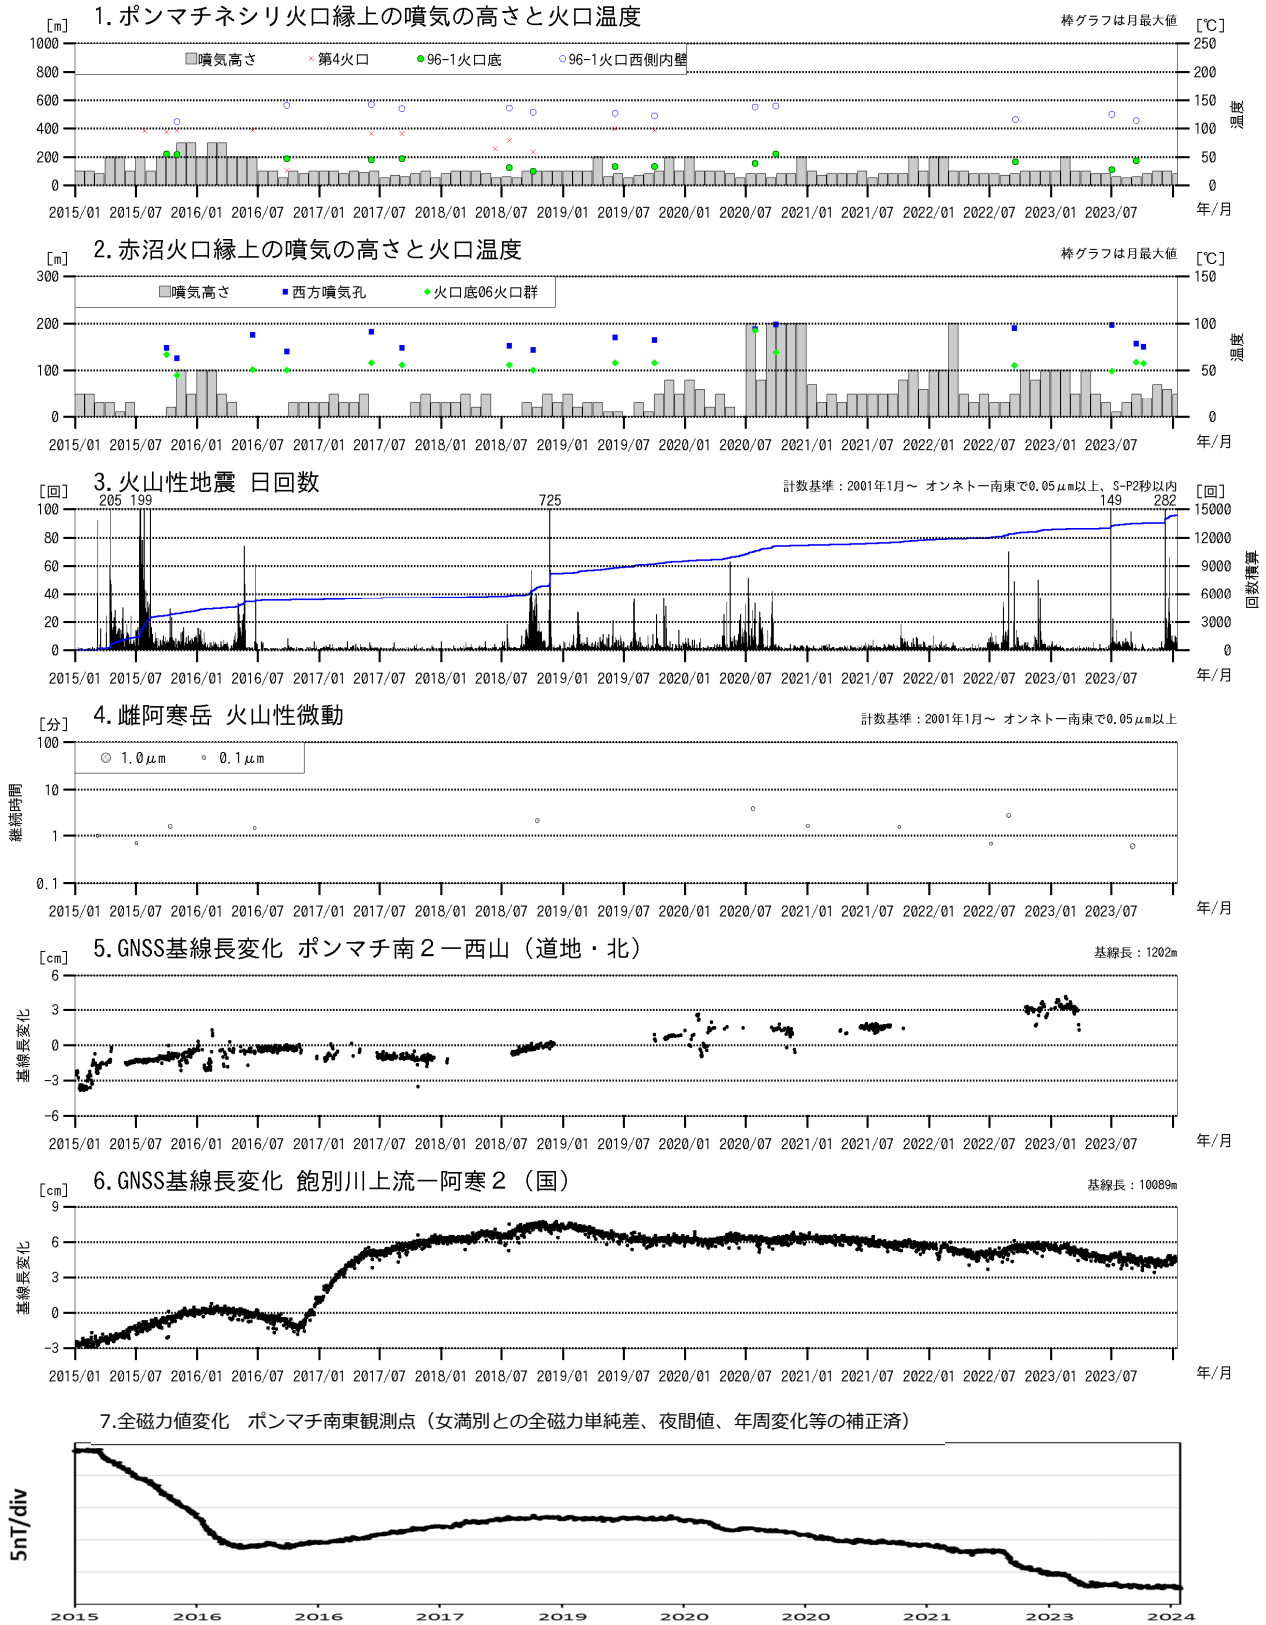 1.ポンマチネシリ火口縁上の噴気の高さと火口温度
[m] 棒グラフは月最大値 [℃]
噴気高さ 第4火口 96-1火口底 96-1火口西側内壁
1000 800 600 400 200 0
250 200 150 100 50 0
温度
2015/01 2015/07 2016/01 2016/07 2017/01 2017/07 2018/01 2018/07 2019/01 2019/07 2020/01 2020/07 2021/01 2021/07 2022/01 2022/07 2023/01 2023/07 年/月
2.赤沼火口縁上の噴気の高さと火口温度
[m] 棒グラフは月最大値 [℃]
噴気高さ 西方噴気孔 火口底06火口群
300 200 100 0
150 100 50 0
温度
2015/01 2015/07 2016/01 2016/07 2017/01 2017/07 2018/01 2018/07 2019/01 2019/07 2020/01 2020/07 2021/01 2021/07 2022/01 2022/07 2023/01 2023/07 年/月
3.火山性地震 日回数
[回] 計数基準：2001年1月～ オンネトー南東で0.05μm以上、S-P2秒以内 [回]
205 199 725 149 282
100 80 60 40 20 0
15000 12000 9000 6000 3000 0
回数積算
2015/01 2015/07 2016/01 2016/07 2017/01 2017/07 2018/01 2018/07 2019/01 2019/07 2020/01 2020/07 2021/01 2021/07 2022/01 2022/07 2023/01 2023/07 年/月
4.雌阿寒岳 火山性微動
[分] 計数基準：2001年1月～ オンネトー南東で0.05μm以上
1.0μm 0.1μm
100 10 1 0.1
継続時間
2015/01 2015/07 2016/01 2016/07 2017/01 2017/07 2018/01 2018/07 2019/01 2019/07 2020/01 2020/07 2021/01 2021/07 2022/01 2022/07 2023/01 2023/07 年/月
5.GNSS基線長変化 ポンマチ南２－西山（道地・北）
[cm] 基線長：1202m
6 3 0 -3 -6
基線長変化
2015/01 2015/07 2016/01 2016/07 2017/01 2017/07 2018/01 2018/07 2019/01 2019/07 2020/01 2020/07 2021/01 2021/07 2022/01 2022/07 2023/01 2023/07 年/月
6.GNSS基線長変化 飽別川上流－阿寒２（国）
[cm] 基線長：10089m
9 6 3 0 -3
基線長変化
2015/01 2015/07 2016/01 2016/07 2017/01 2017/07 2018/01 2018/07 2019/01 2019/07 2020/01 2020/07 2021/01 2021/07 2022/01 2022/07 2023/01 2023/07 年/月
7.全磁力値変化　ポンマチ南東観測点（女満別との全磁力単純差、夜間値、年周変化等の補正済）
5nT/div
2015 2016 2016 2017 2019 2020 2020 2021 2023 2024